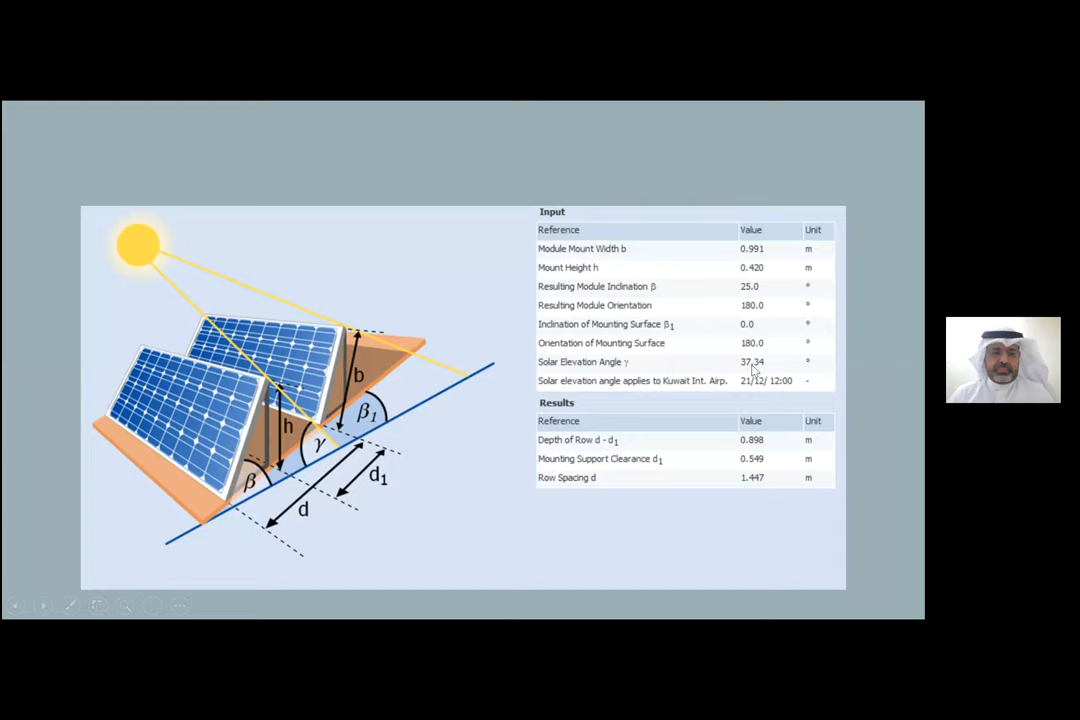 Input
Reference Value Unit
Module Mount Width b 0.991 m
Mount Height h 0.420 m
Resulting Module Inclination β 25.0 °
Resulting Module Orientation 180.0 °
Inclination of Mounting Surface β1 0.0 °
Orientation of Mounting Surface 180.0 °
Solar Elevation Angle γ 37.34 °
Solar elevation angle applies to Kuwait Int. Airp. 21/12/ 12:00 -
Results
Reference Value Unit
Depth of Row d - d1 0.898 m
Mounting Support Clearance d1 0.549 m
Row Spacing d 1.447 m
b
β1
h
γ
β
d1
d